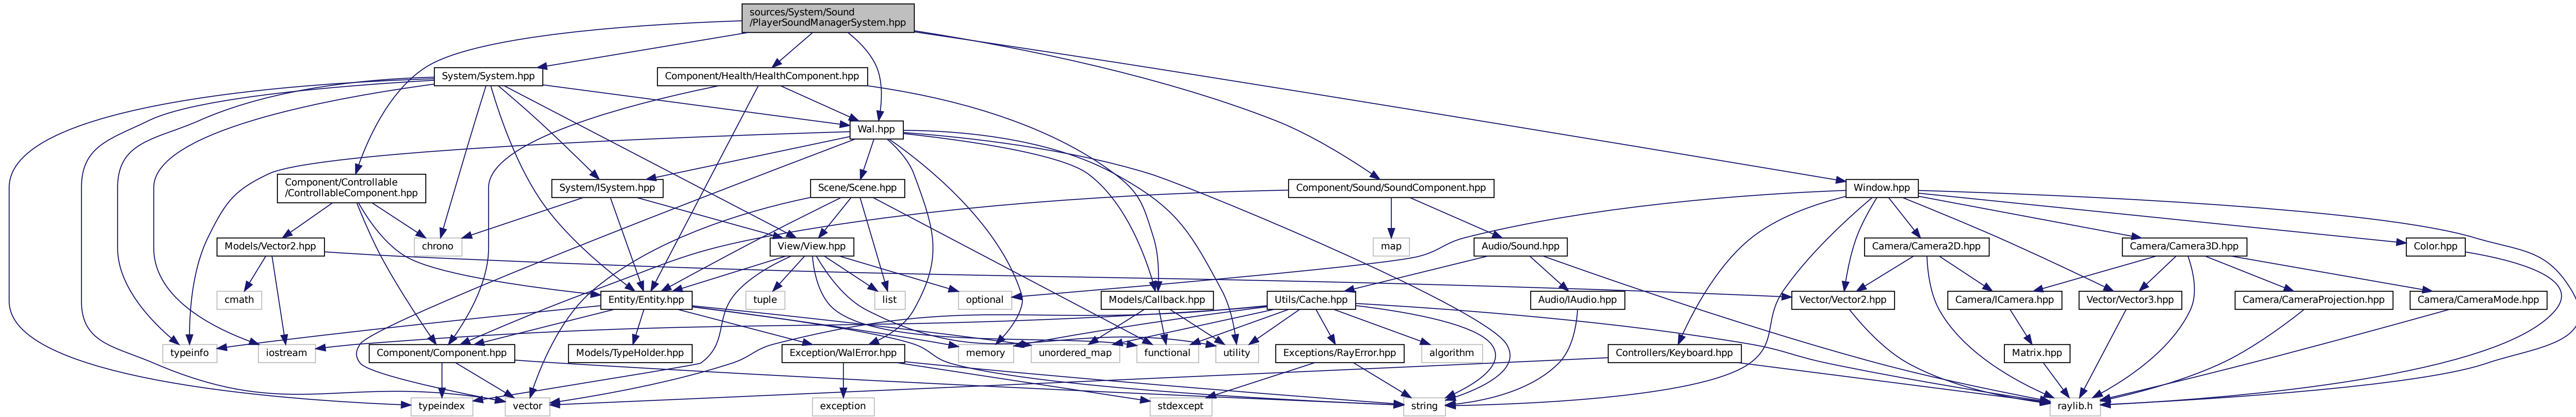 sources/System/Sound
/PlayerSoundManagerSystem.hpp
System/System.hpp
Component/Health/HealthComponent.hpp
Wal.hpp
Component/Controllable
/ControllableComponent.hpp
System/ISystem.hpp
Scene/Scene.hpp
Component/Sound/SoundComponent.hpp
Window.hpp
Models/Vector2.hpp
chrono
View/View.hpp
map
Audio/Sound.hpp
Camera/Camera2D.hpp
Camera/Camera3D.hpp
Color.hpp
cmath
Entity/Entity.hpp
tuple
list
optional
Models/Callback.hpp
Utils/Cache.hpp
Audio/IAudio.hpp
Vector/Vector2.hpp
Camera/ICamera.hpp
Vector/Vector3.hpp
Camera/CameraProjection.hpp
Camera/CameraMode.hpp
typeinfo
iostream
Component/Component.hpp
Models/TypeHolder.hpp
Exception/WalError.hpp
memory
unordered_map
functional
utility
Exceptions/RayError.hpp
algorithm
Controllers/Keyboard.hpp
Matrix.hpp
typeindex
vector
exception
stdexcept
string
raylib.h